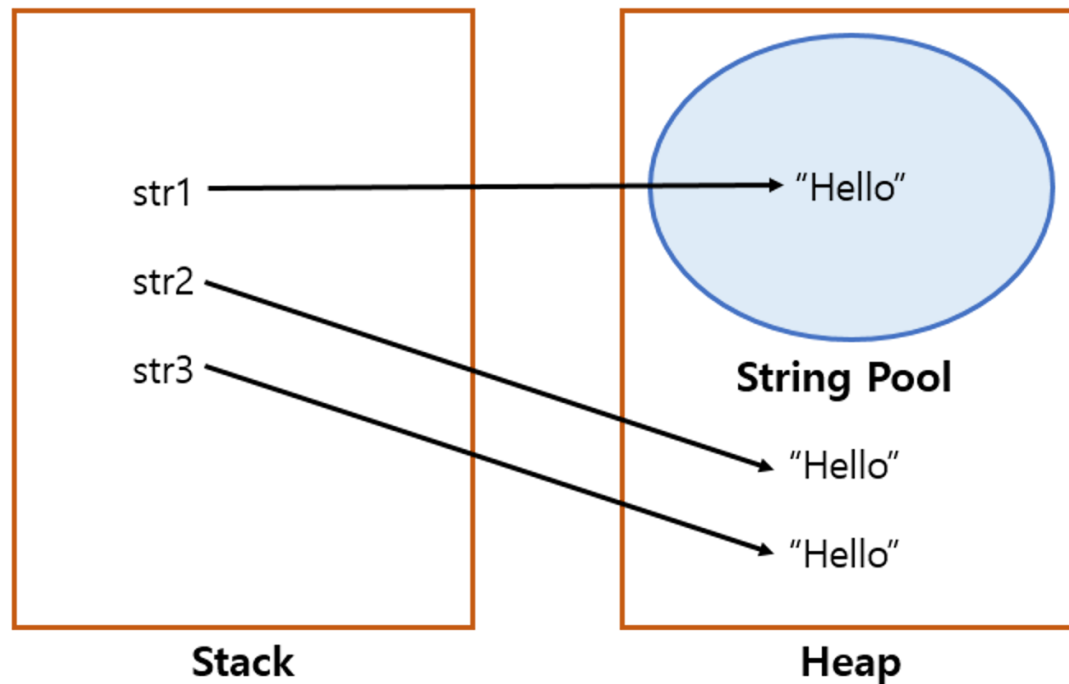 str1
“Hello”
str2
str3
String Pool
“Hello”
“Hello”
Stack
Heap